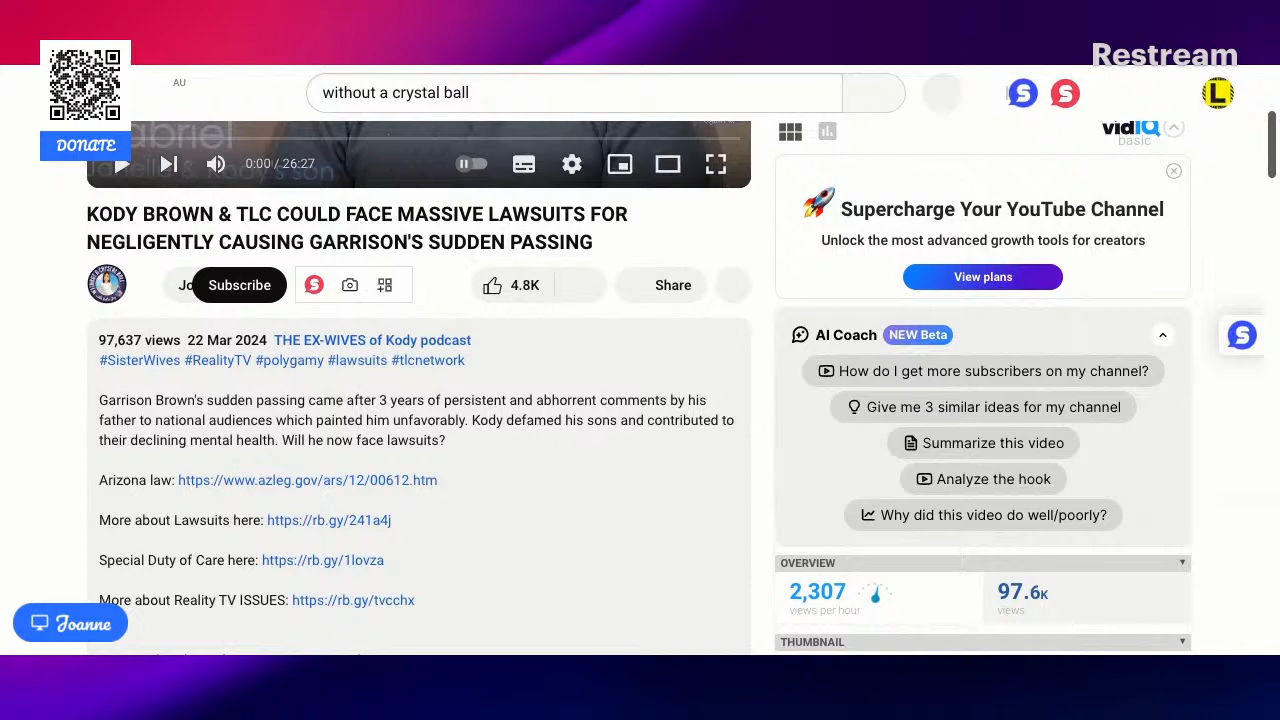 Restream
AU
without a crystal ball
DONATE
abriel
Janelle & Kody's son
0:00 / 26:27
vidIQ
basic
KODY BROWN & TLC COULD FACE MASSIVE LAWSUITS FOR
NEGLIGENTLY CAUSING GARRISON'S SUDDEN PASSING
Jo
Subscribe
4.8K
Share
97,637 views 22 Mar 2024 THE EX-WIVES of Kody podcast
#SisterWives #RealityTV #polygamy #lawsuits #tlcnetwork
Garrison Brown's sudden passing came after 3 years of persistent and abhorrent comments by his
father to national audiences which painted him unfavorably. Kody defamed his sons and contributed to
their declining mental health. Will he now face lawsuits?
Arizona law: https://www.azleg.gov/ars/12/00612.htm
More about Lawsuits here: https://rb.gy/241a4j
Special Duty of Care here: https://rb.gy/1lovza
More about Reality TV ISSUES: https://rb.gy/tvcchx
Joanne
Supercharge Your YouTube Channel
Unlock the most advanced growth tools for creators
View plans
AI Coach NEW Beta
How do I get more subscribers on my channel?
Give me 3 similar ideas for my channel
Summarize this video
Analyze the hook
Why did this video do well/poorly?
OVERVIEW
2,307
views per hour
97.6K
views
THUMBNAIL
L